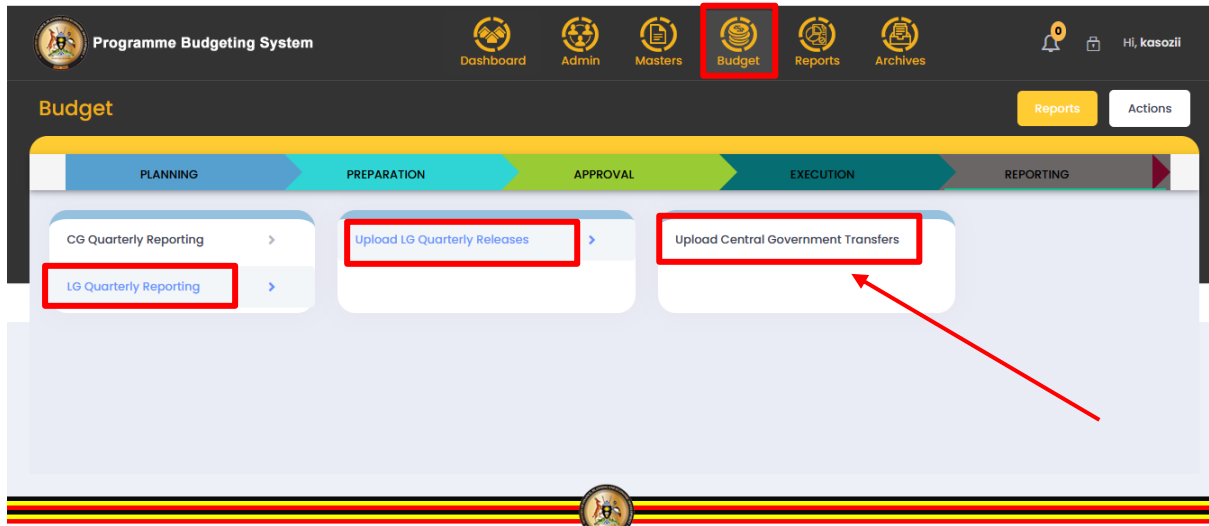 Programme Budgeting System
Dashboard Admin Masters Budget Reports Archives
0
Hi, kasozii
Budget
Reports Actions
PLANNING PREPARATION APPROVAL EXECUTION REPORTING
CG Quarterly Reporting
LG Quarterly Reporting
Upload LG Quarterly Releases
Upload Central Government Transfers